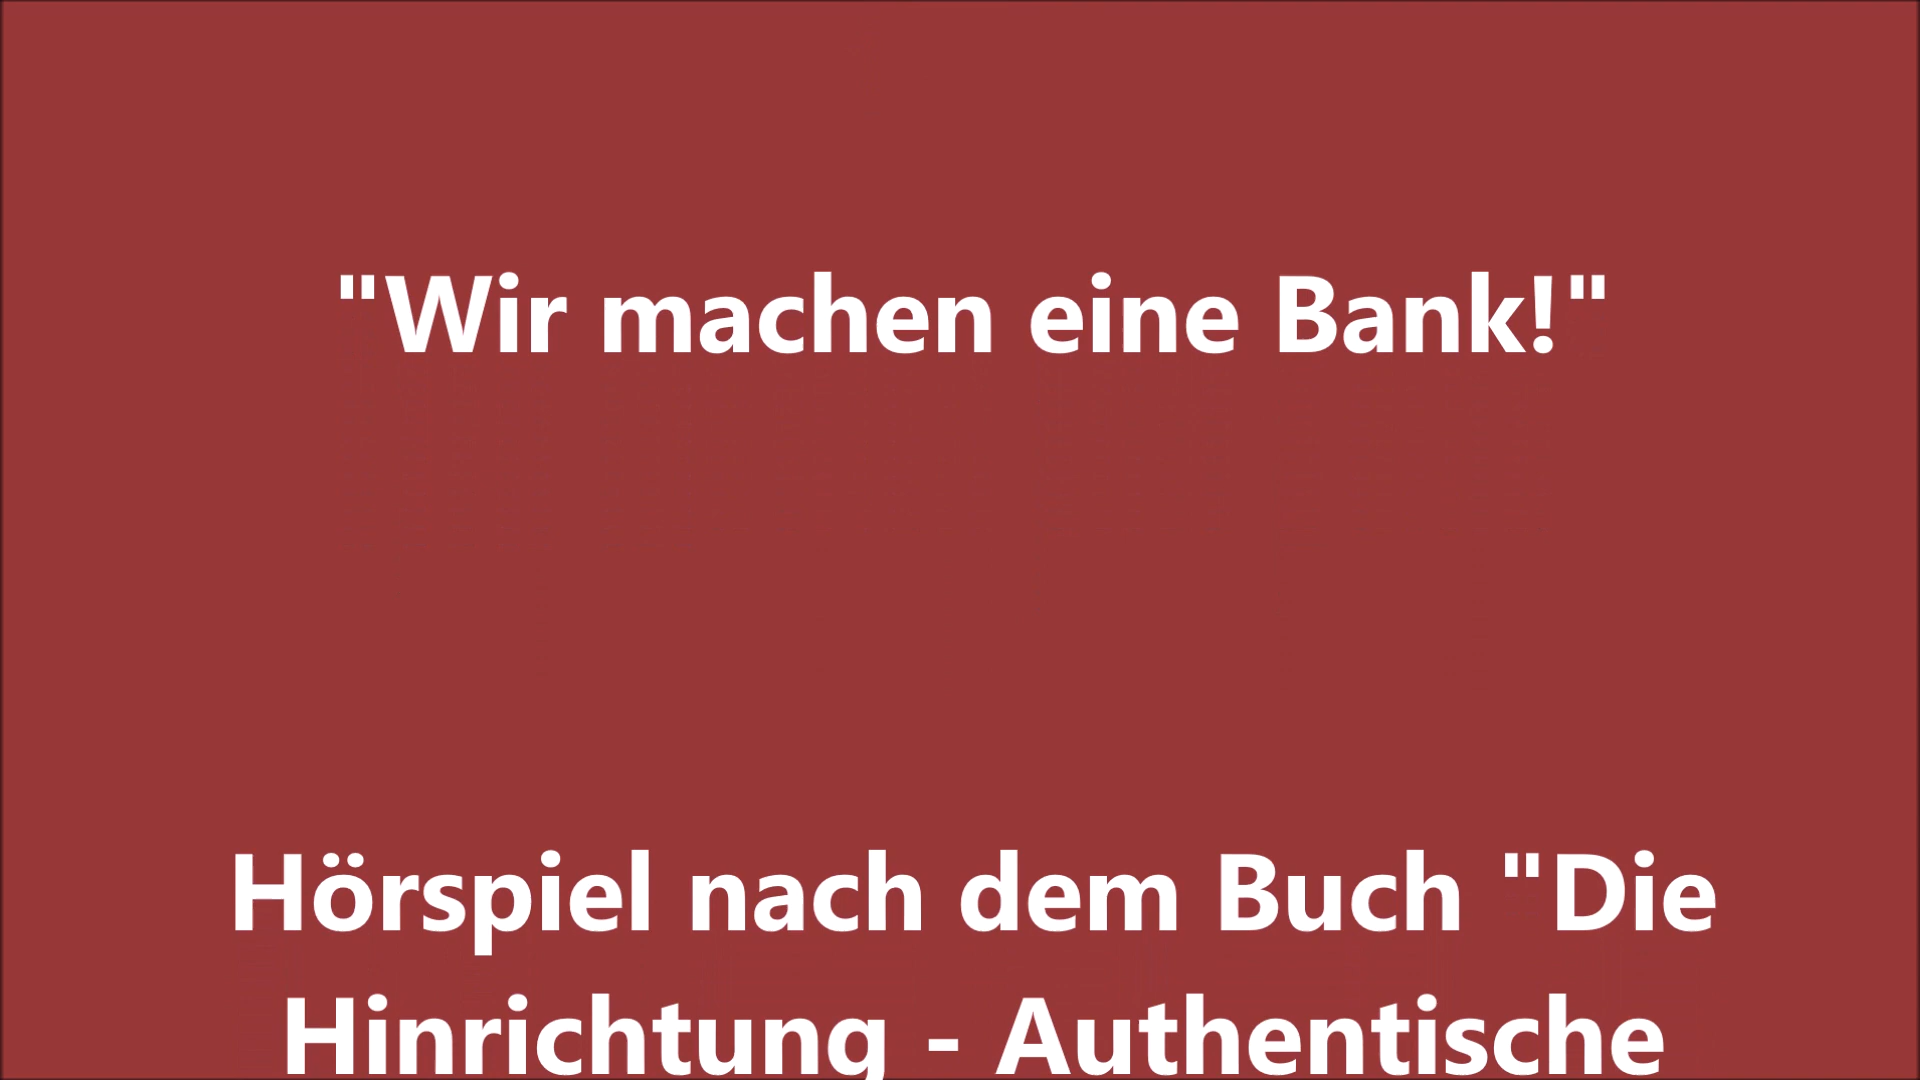 "Wir machen eine Bank!"
Hörspiel nach dem Buch "Die
Hinrichtung - Authentische